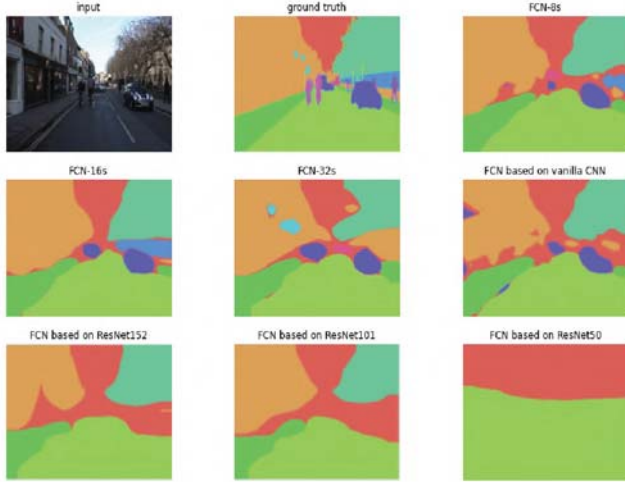 input
ground truth
FCN-8s
FCN-16s
FCN-32s
FCN based on vanilla CNN
FCN based on ResNet152
FCN based on ResNet101
FCN based on ResNet50